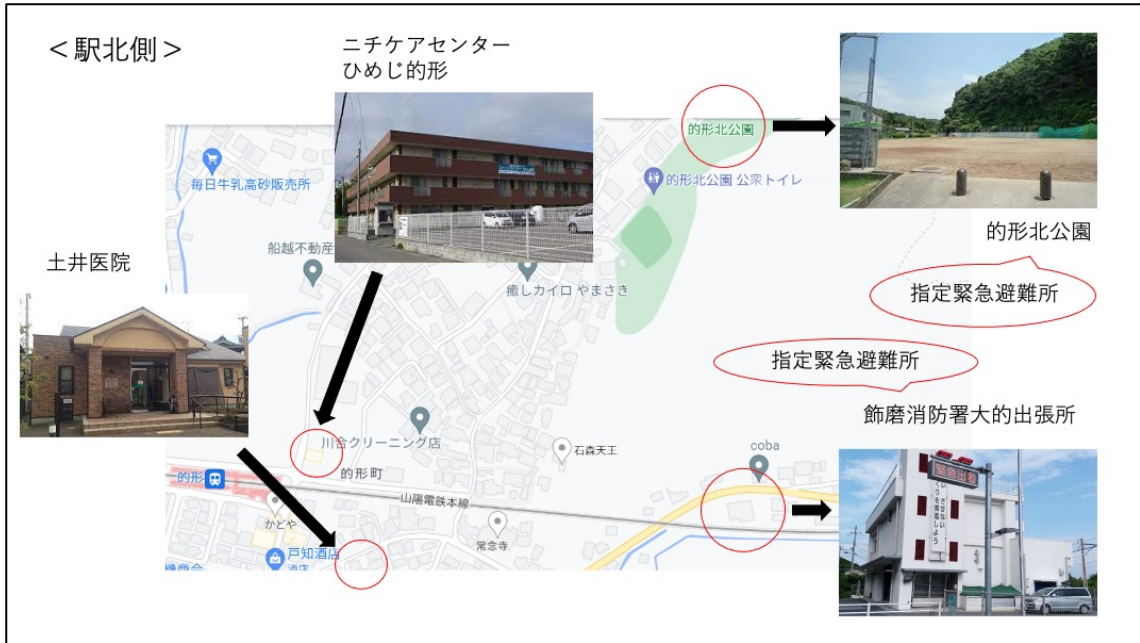 ＜駅北側＞
ニチケアセンター
ひめじ的形
的形北公園
的形北公園 公衆トイレ
毎日牛乳高砂販売所
船越不動産
癒しカイロ やまさき
的形北公園
指定緊急避難所
土井医院
指定緊急避難所
飾磨消防署大的出張所
川合クリーニング店
石森天王
coba
的形
的形町
山陽電鉄本線
かどや
常念寺
戸知酒店
酒店
緊急出動